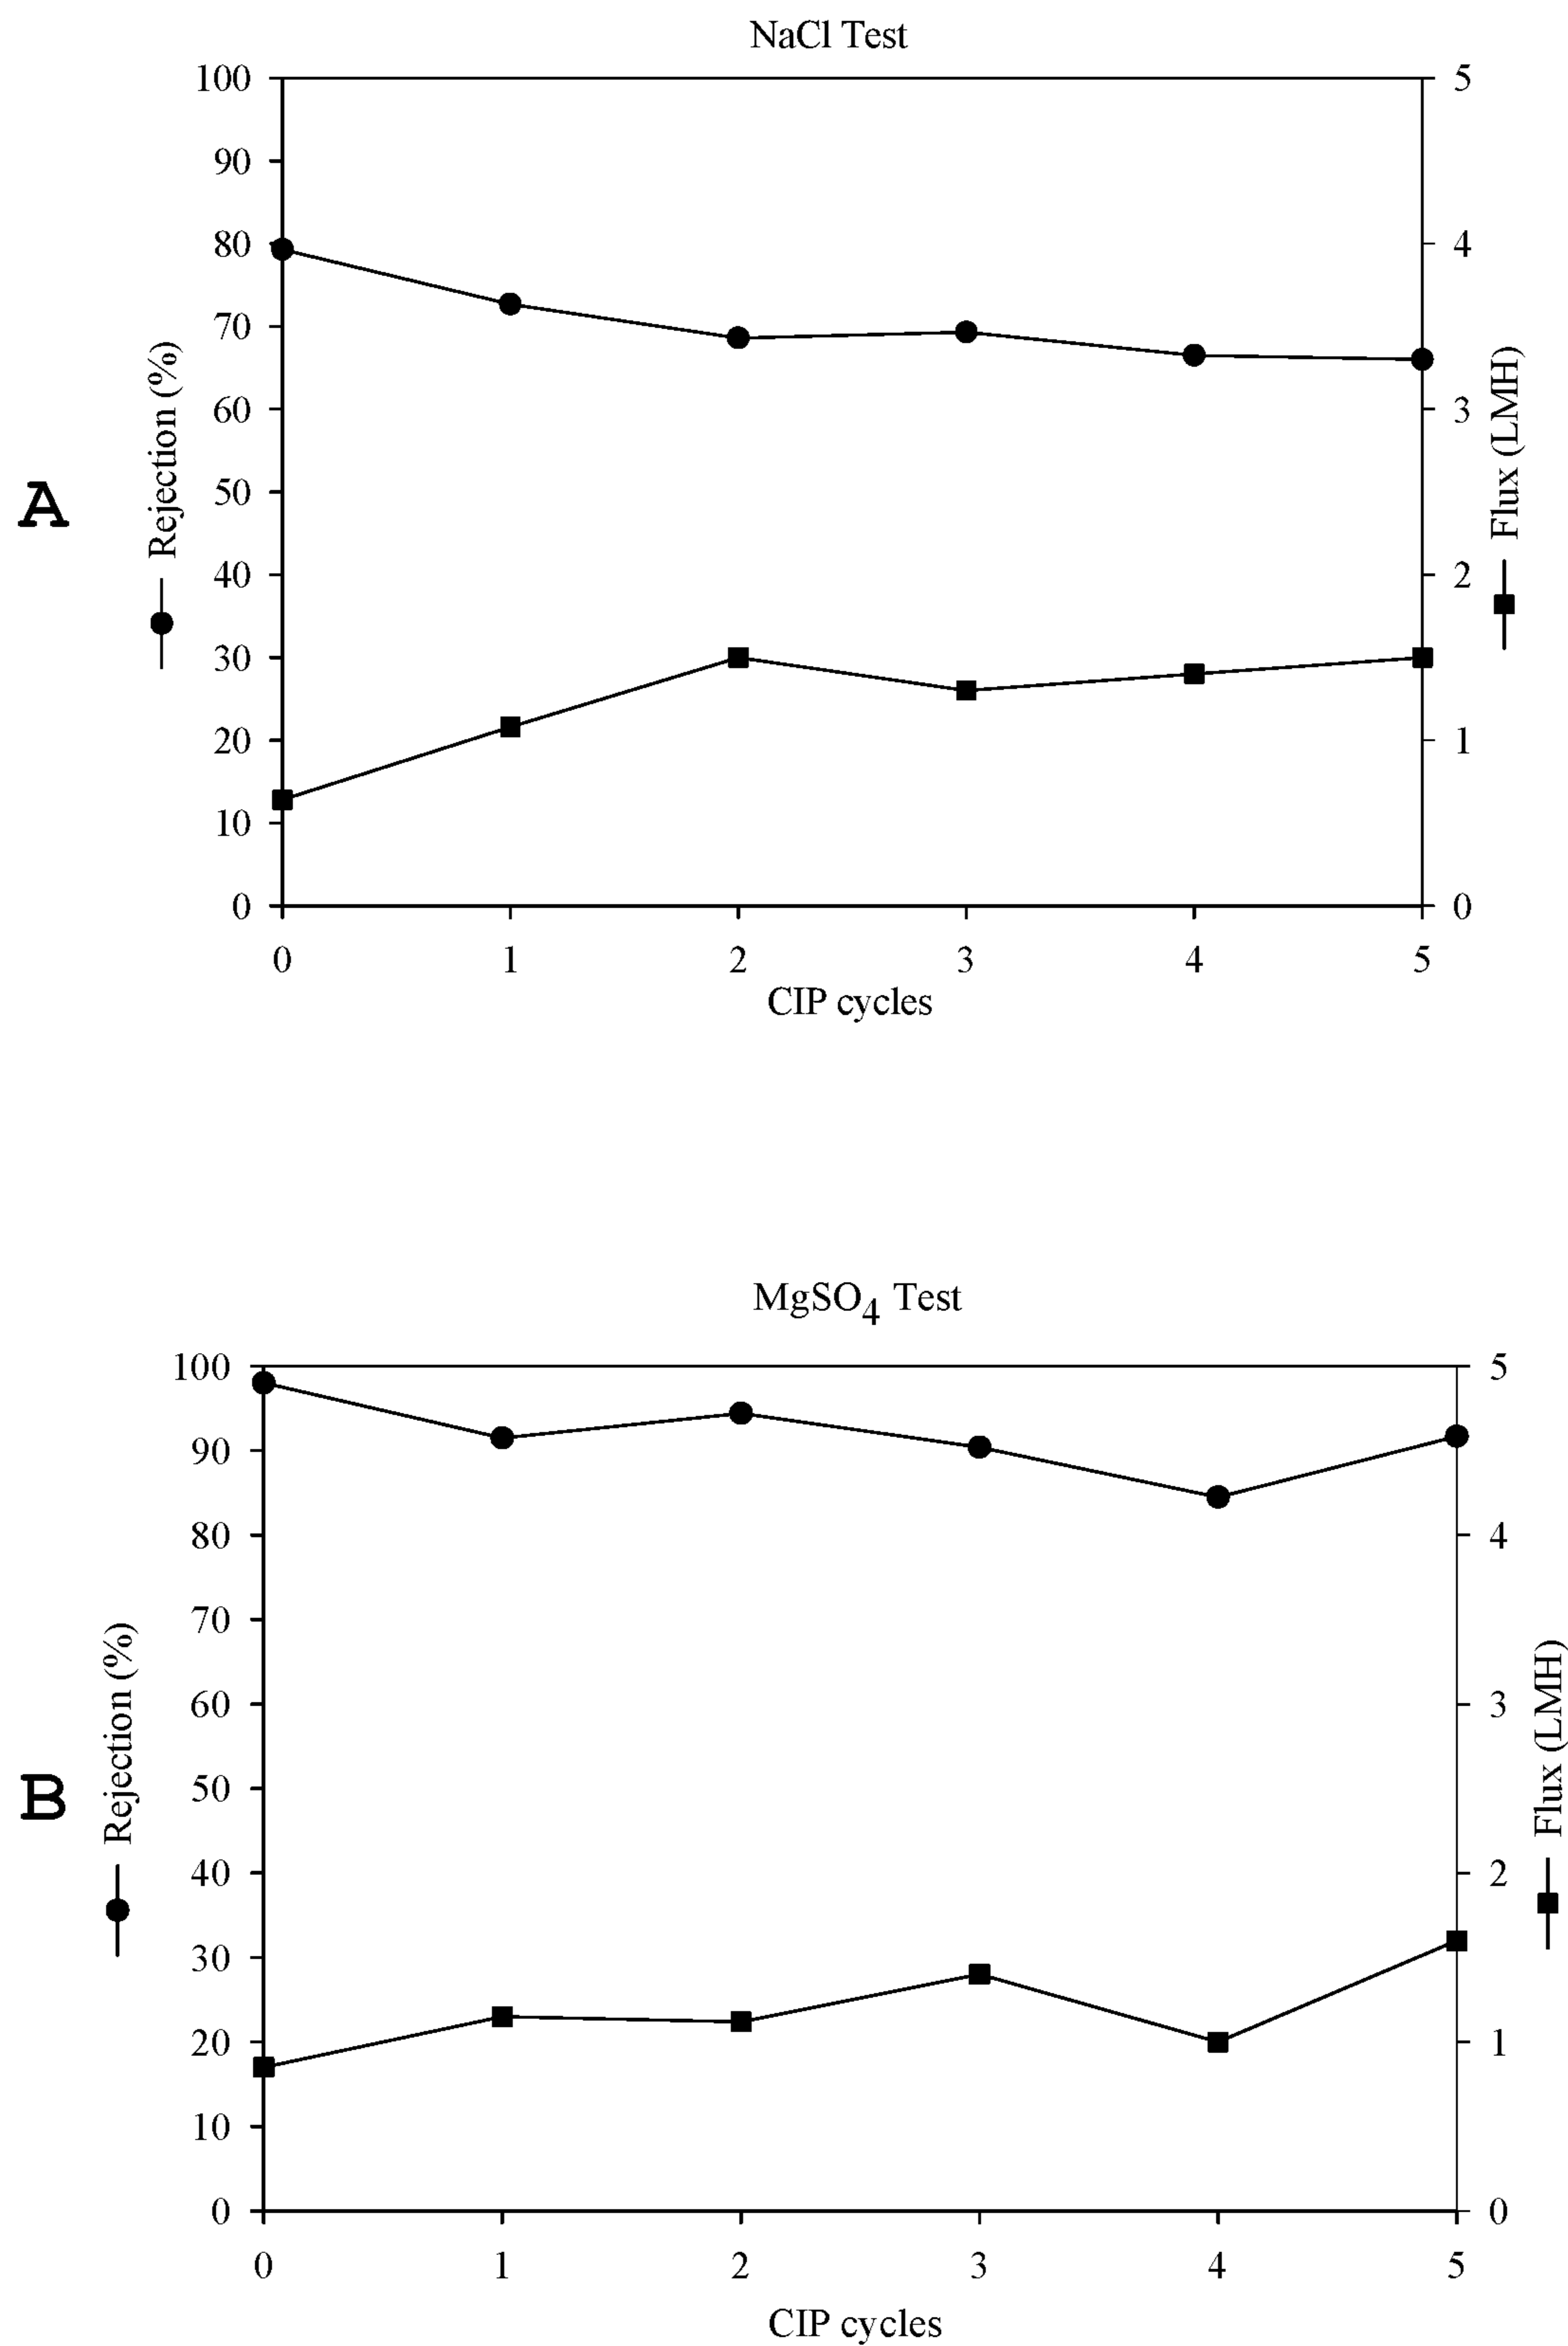 NaCl Test
100
90
80
70
60
50
40
30
20
10
0
5
4
3
2
1
0
A
Rejection (%)
Flux (LMH)
0 1 2 3 4 5
CIP cycles
MgSO4 Test
100
90
80
70
60
50
40
30
20
10
0
5
4
3
2
1
0
B
Rejection (%)
Flux (LMH)
0 1 2 3 4 5
CIP cycles